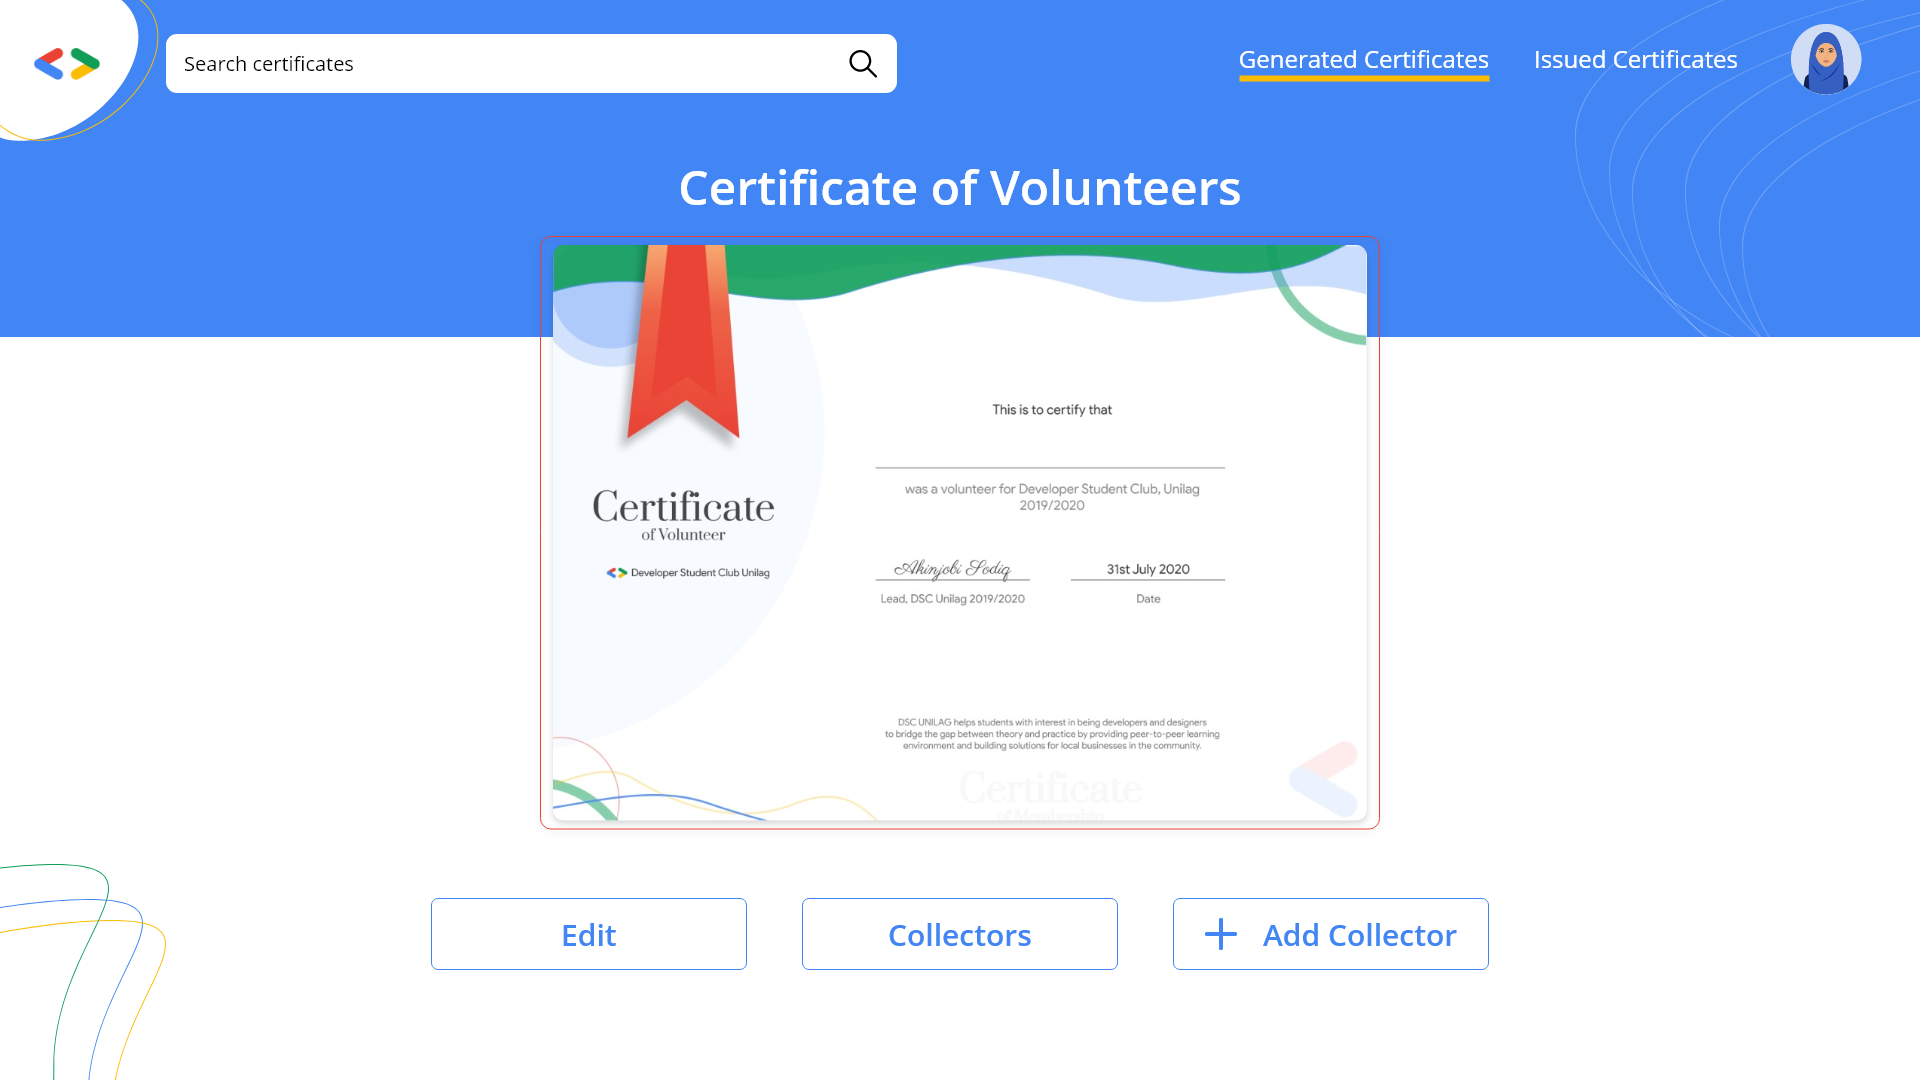 Search certificates
Generated Certificates
Issued Certificates
Certificate of Volunteers
This is to certify that
was a volunteer for Developer Student Club, Unilag
2019/2020
Certificate
of Volunteer
Developer Student Club Unilag
Akinjobi Sodiq
31st July 2020
Lead, DSC Unilag 2019/2020
Date
DSC UNILAG helps students with interest in being developers and designers
to bridge the gap between theory and practice by providing peer-to-peer learning
environment and building solutions for local businesses in the community.
Certificate
of Membership
Edit
Collectors
Add Collector